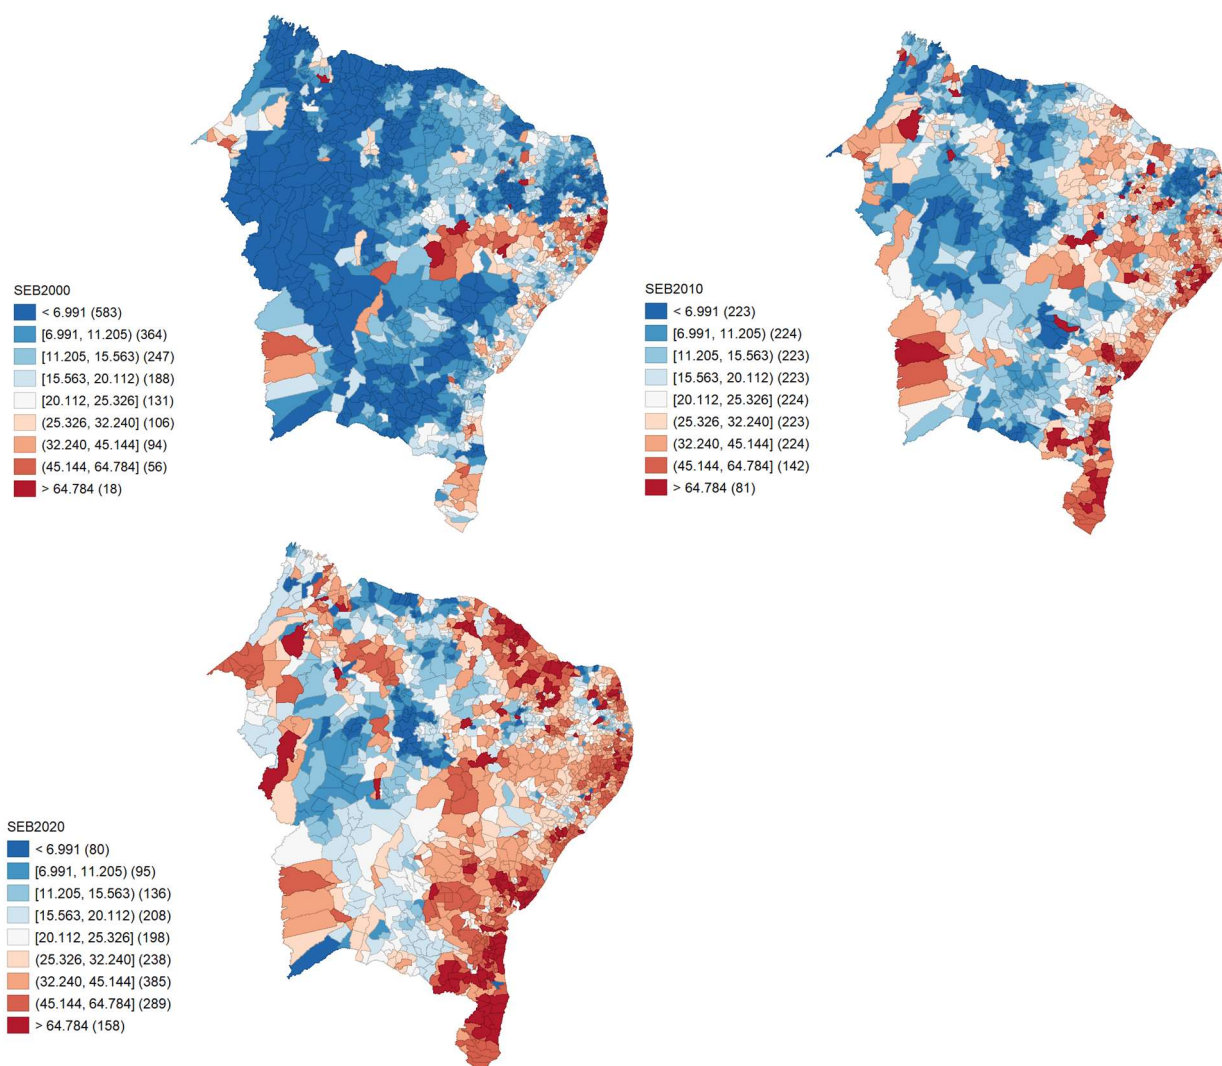 SEB2000
< 6.991 (583)
[6.991, 11.205) (364)
[11.205, 15.563) (247)
[15.563, 20.112) (188)
[20.112, 25.326] (131)
(25.326, 32.240] (106)
(32.240, 45.144] (94)
(45.144, 64.784] (56)
> 64.784 (18)
SEB2010
< 6.991 (223)
[6.991, 11.205) (224)
[11.205, 15.563) (223)
[15.563, 20.112) (223)
[20.112, 25.326] (224)
(25.326, 32.240] (223)
(32.240, 45.144] (224)
(45.144, 64.784] (142)
> 64.784 (81)
SEB2020
< 6.991 (80)
[6.991, 11.205) (95)
[11.205, 15.563) (136)
[15.563, 20.112) (208)
[20.112, 25.326] (198)
(25.326, 32.240] (238)
(32.240, 45.144] (385)
(45.144, 64.784] (289)
> 64.784 (158)